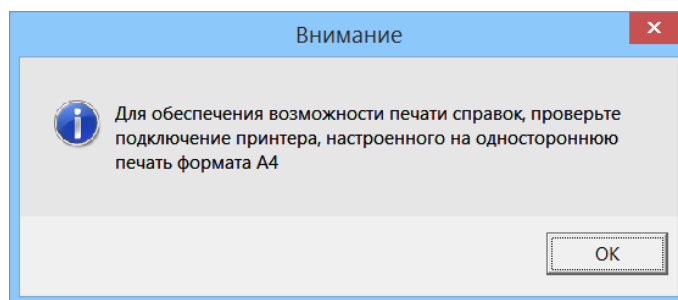 Внимание
Для обеспечения возможности печати справок, проверьте
подключение принтера, настроенного на одностороннюю
печать формата А4
OK